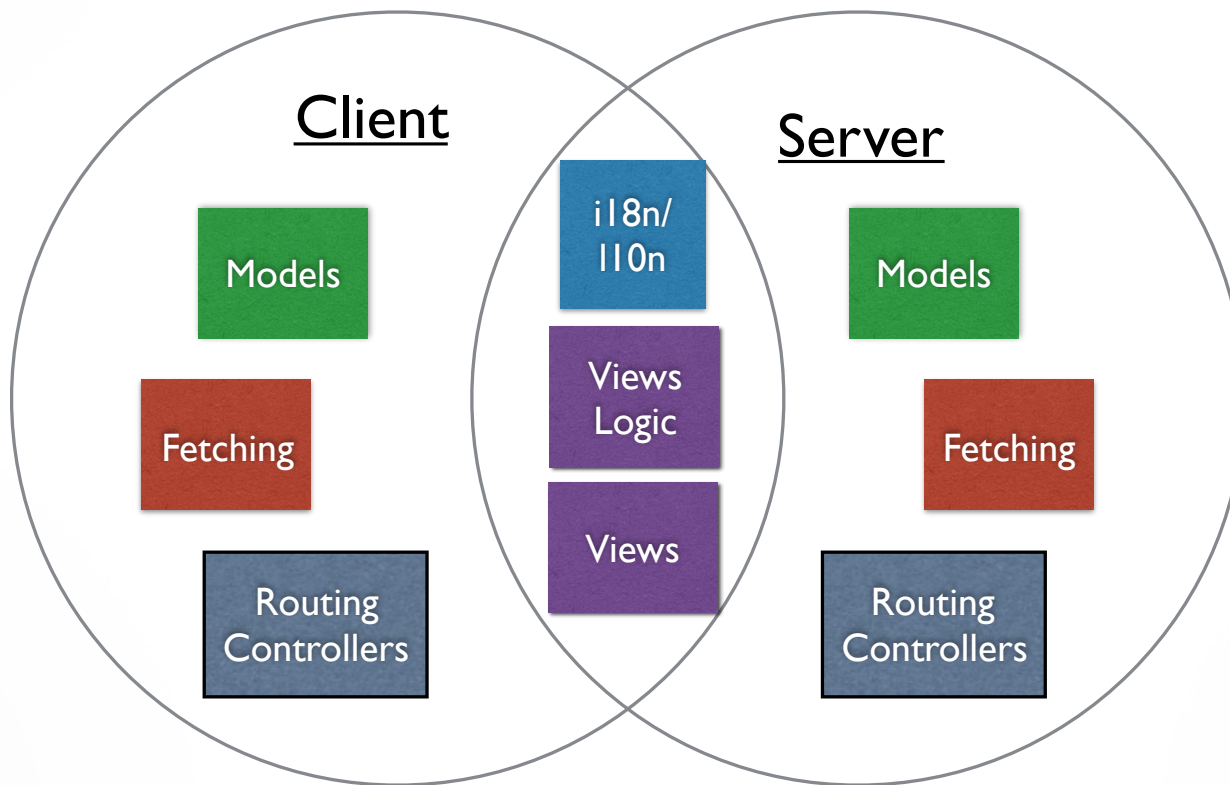 Client
Server
i18n/
l10n
Models
Models
Views
Logic
Fetching
Fetching
Views
Routing
Controllers
Routing
Controllers